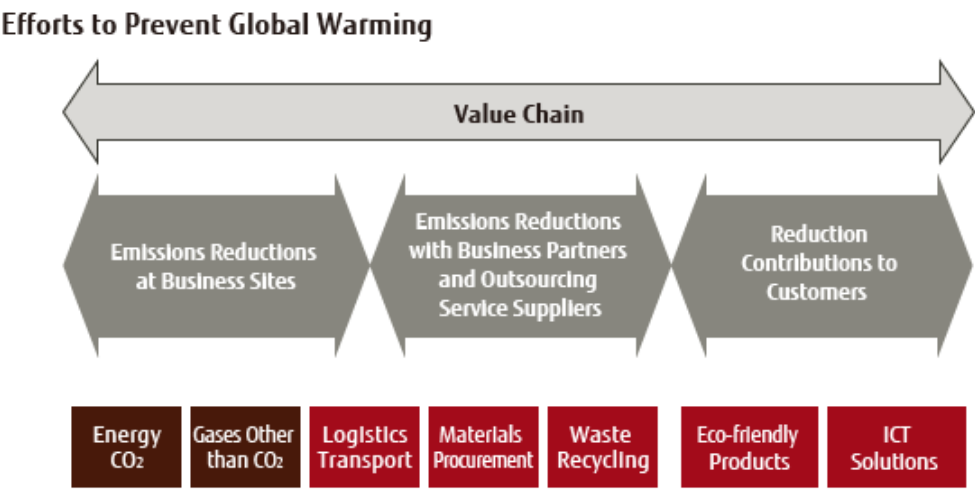 Efforts to Prevent Global Warming
Value Chain
Emissions Reductions
at Business Sites
Emissions Reductions
with Business Partners
and Outsourcing
Service Suppliers
Reduction
Contributions to
Customers
Energy
CO₂
Gases Other
than CO₂
Logistics
Transport
Materials
Procurement
Waste
Recycling
Eco-friendly
Products
ICT
Solutions